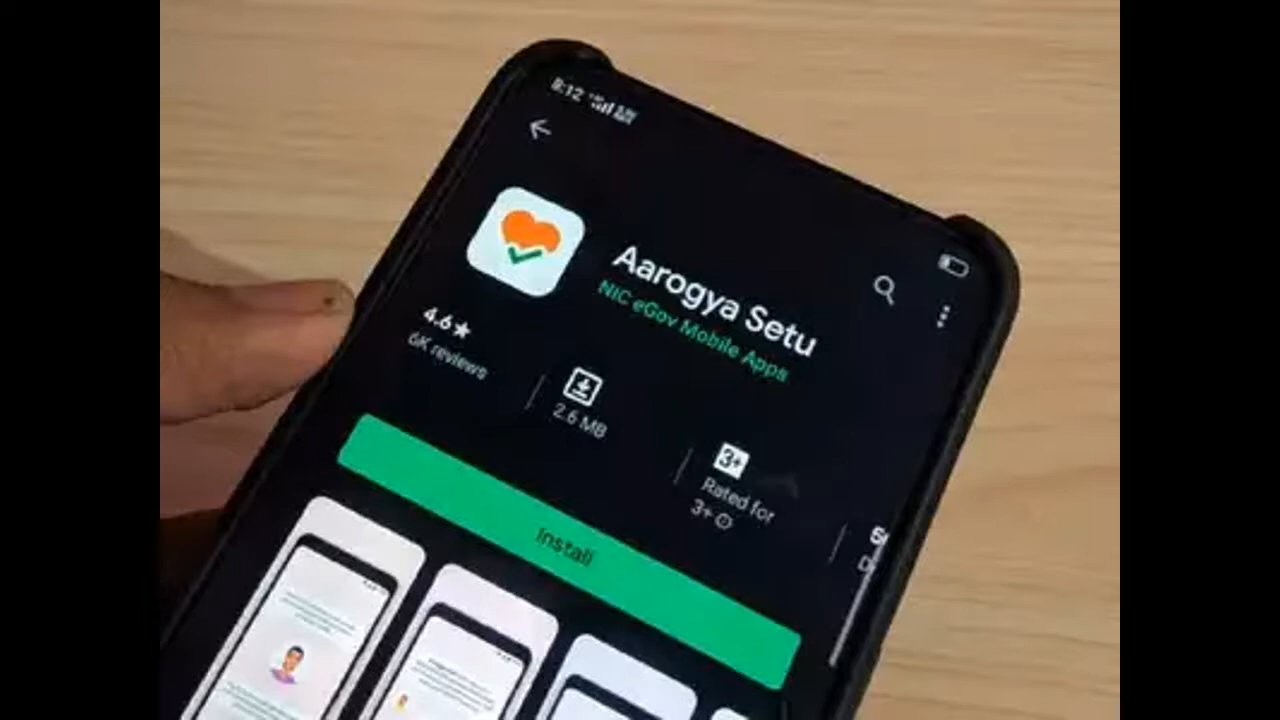 8:12
Aarogya Setu
NIC eGov Mobile Apps
4.6★
6K reviews
2.6 MB
3+
Rated for
3+
Install